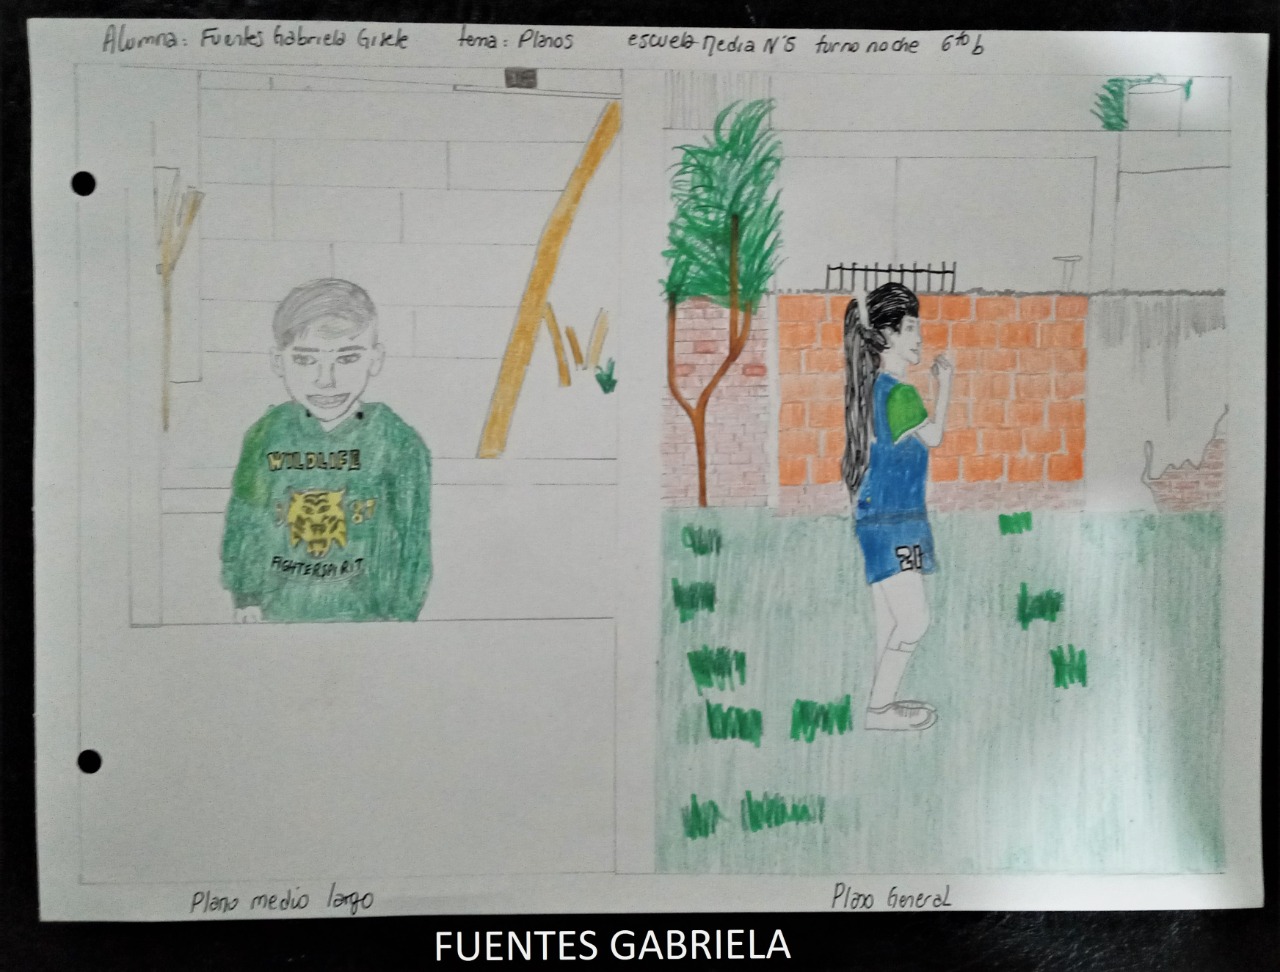 Alumna: Fuentes Gabriela Gisele tema: Planos escuela Media N°5 turno noche 6to b
WILDLIFE
87
FIGHTERSPIRIT
21
Plano medio largo
Plano General
FUENTES GABRIELA